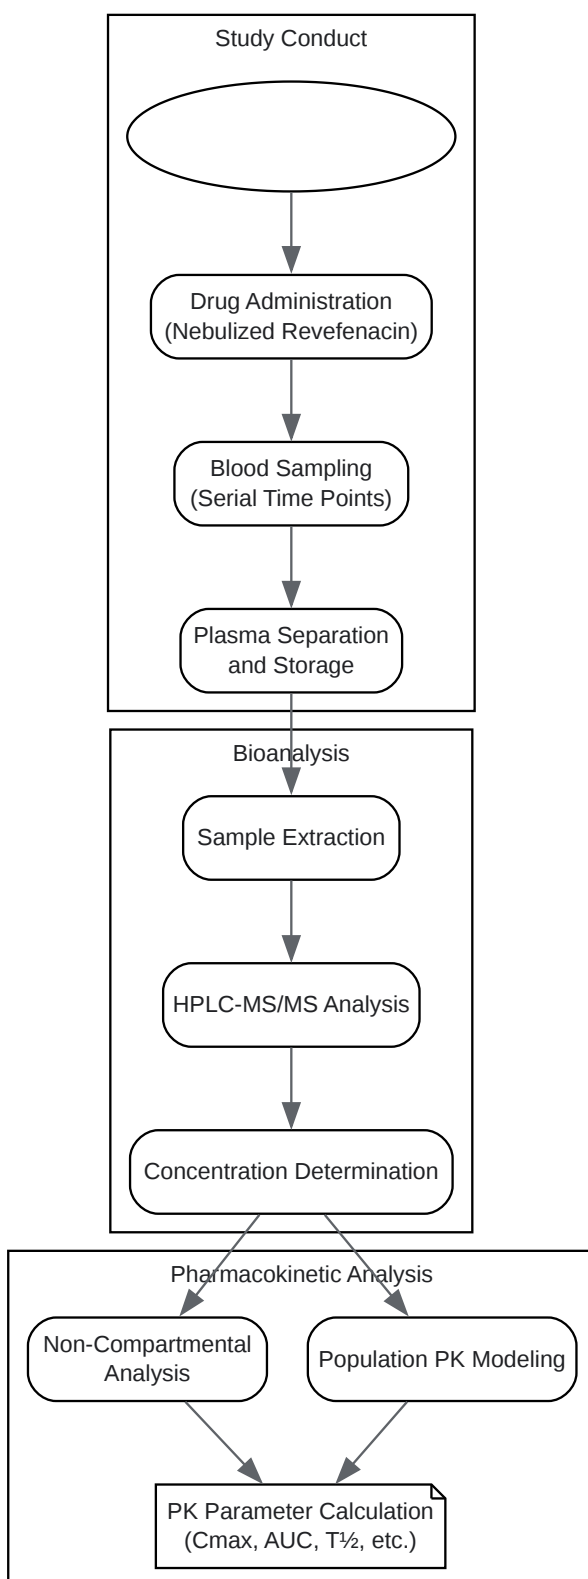 Study Conduct
Drug Administration
(Nebulized Revefenacin)
Blood Sampling
(Serial Time Points)
Plasma Separation
and Storage
Bioanalysis
Sample Extraction
HPLC-MS/MS Analysis
Concentration Determination
Pharmacokinetic Analysis
Non-Compartmental
Analysis
Population PK Modeling
PK Parameter Calculation
(Cmax, AUC, T½, etc.)